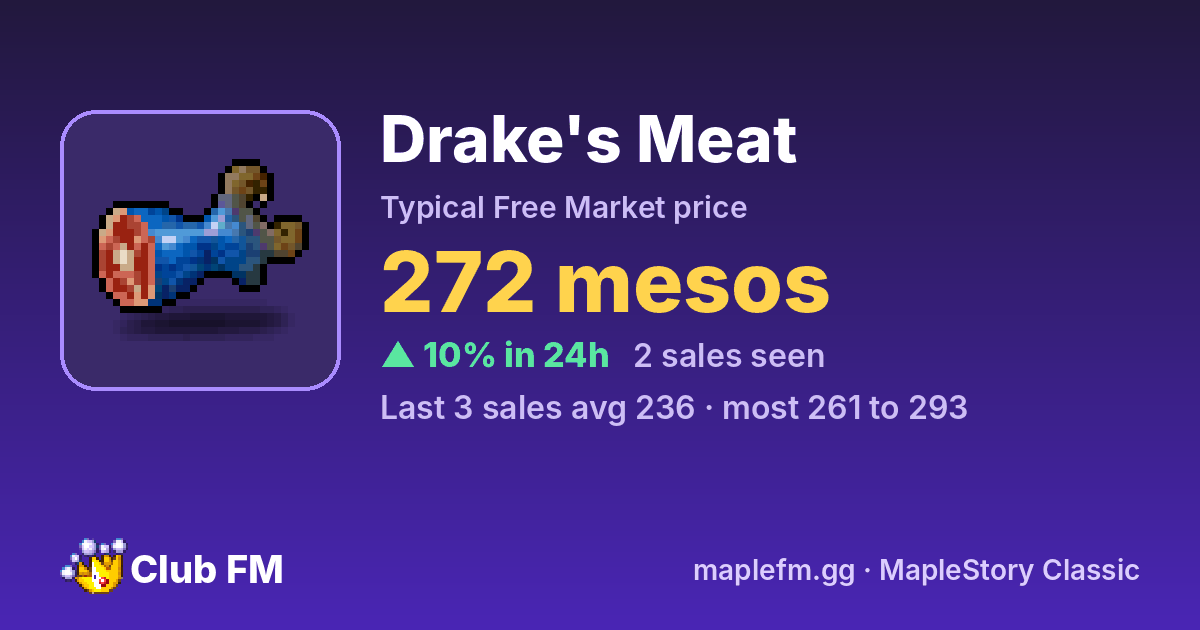 Drake's Meat
Typical Free Market price
272 mesos
▲ 10% in 24h 2 sales seen
Last 3 sales avg 236 · most 261 to 293
Club FM
maplefm.gg · MapleStory Classic